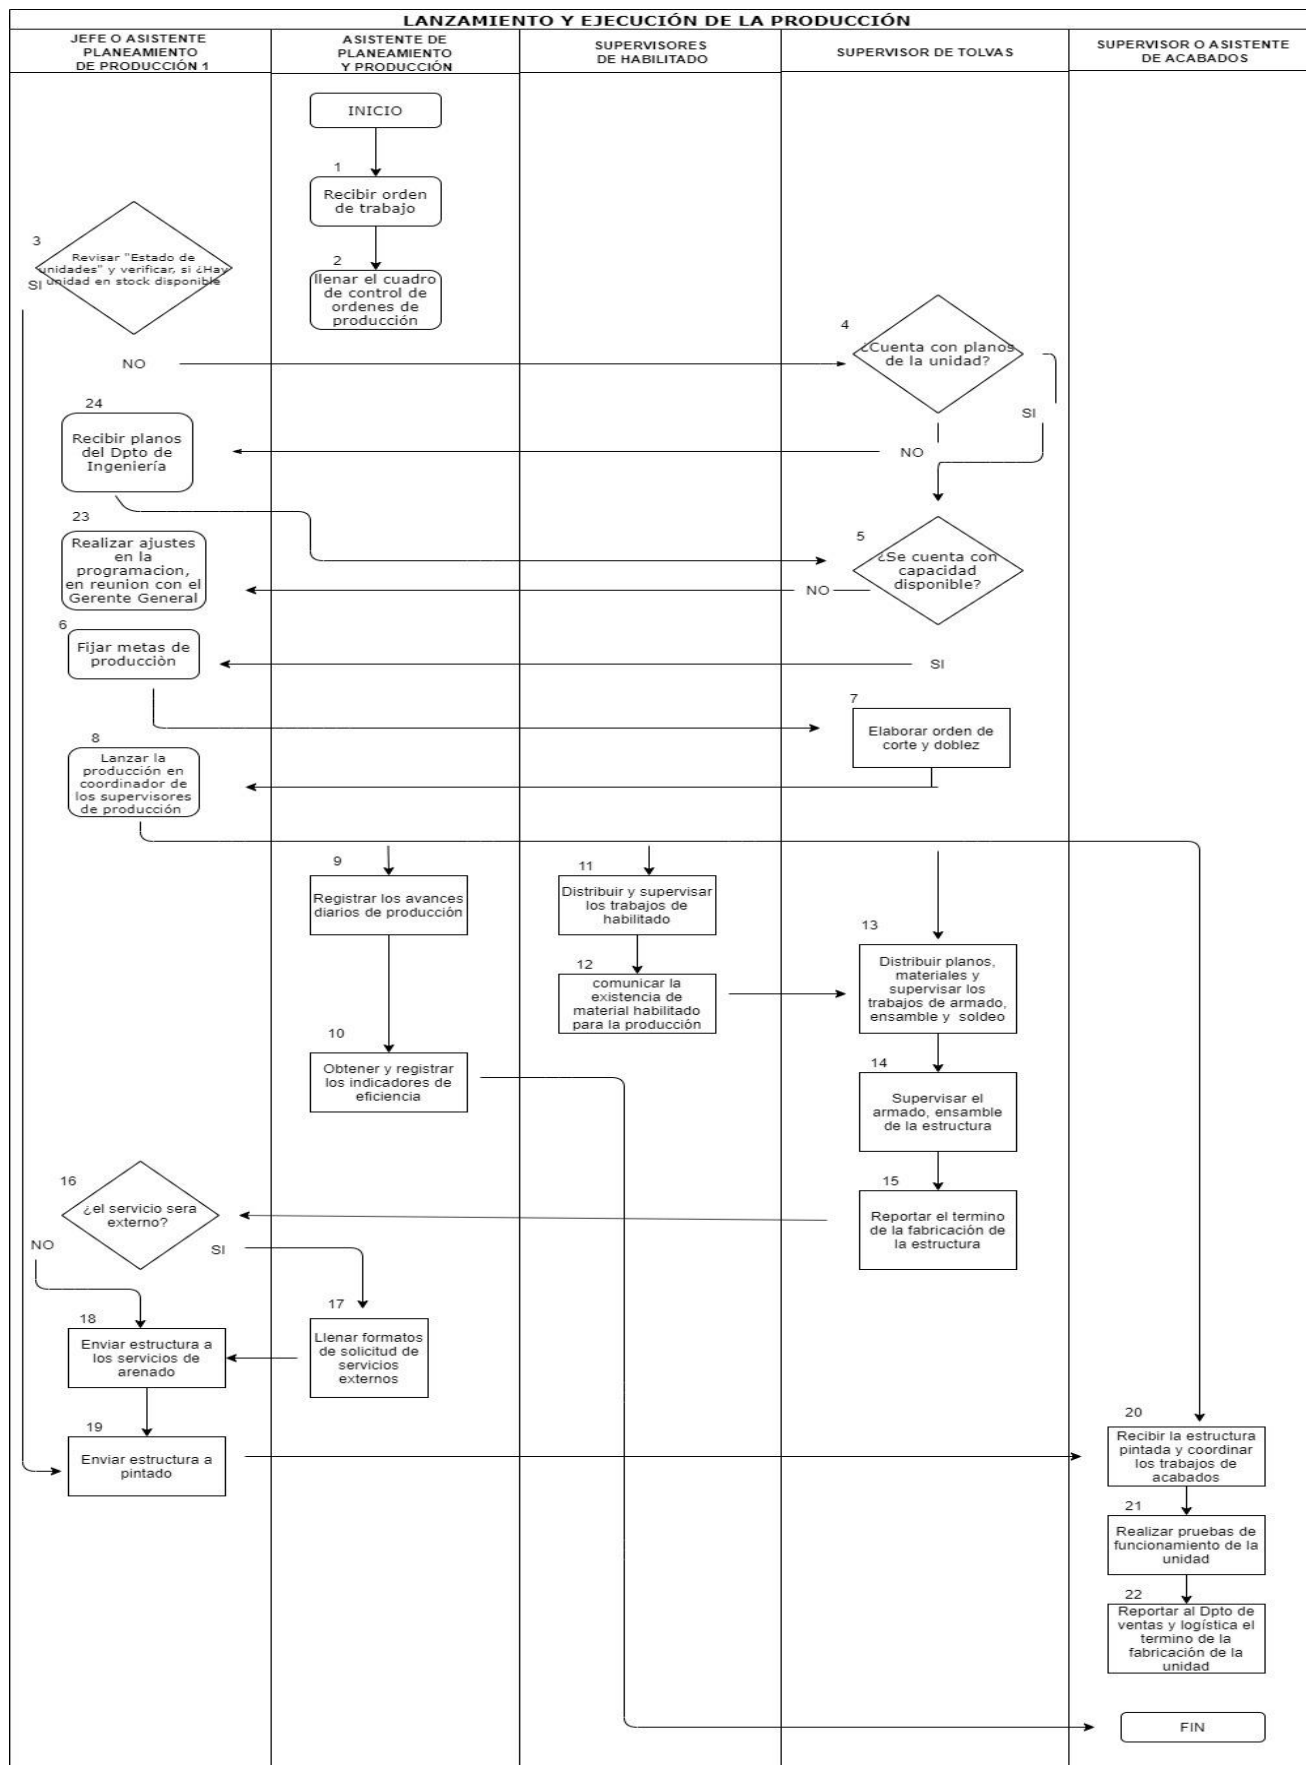 LANZAMIENTO Y EJECUCIÓN DE LA PRODUCCIÓN
JEFE O ASISTENTE
PLANEAMIENTO
DE PRODUCCIÓN 1
ASISTENTE DE
PLANEAMIENTO
Y PRODUCCIÓN
SUPERVISORES
DE HABILITADO
SUPERVISOR DE TOLVAS
SUPERVISOR O ASISTENTE
DE ACABADOS
INICIO
1
Recibir orden
de trabajo
2
llenar el cuadro
de control de
ordenes de
producción
3
Revisar "Estado de
unidades" y verificar, si ¿Hay
unidad en stock disponible
SI
NO
4
¿Cuenta con planos
de la unidad?
SI
NO
24
Recibir planos
del Dpto de
Ingeniería
5
¿Se cuenta con
capacidad
disponible?
NO
SI
23
Realizar ajustes
en la
programacion,
en reunion con el
Gerente General
6
Fijar metas de
producciòn
7
Elaborar orden de
corte y doblez
8
Lanzar la
producción en
coordinador de
los supervisores
de producción
9
Registrar los avances
diarios de producción
10
Obtener y registrar
los indicadores de
eficiencia
11
Distribuir y supervisar
los trabajos de
habilitado
12
comunicar la
existencia de
material habilitado
para la producción
13
Distribuir planos,
materiales y
supervisar los
trabajos de armado,
ensamble y soldeo
14
Supervisar el
armado, ensamble
de la estructura
15
Reportar el termino
de la fabricación de
la estructura
16
¿el servicio sera
externo?
NO
SI
17
Llenar formatos
de solicitud de
servicios
externos
18
Enviar estructura a
los servicios de
arenado
19
Enviar estructura a
pintado
20
Recibir la estructura
pintada y coordinar
los trabajos de
acabados
21
Realizar pruebas de
funcionamiento de la
unidad
22
Reportar al Dpto de
ventas y logística el
termino de la
fabricación de la
unidad
FIN